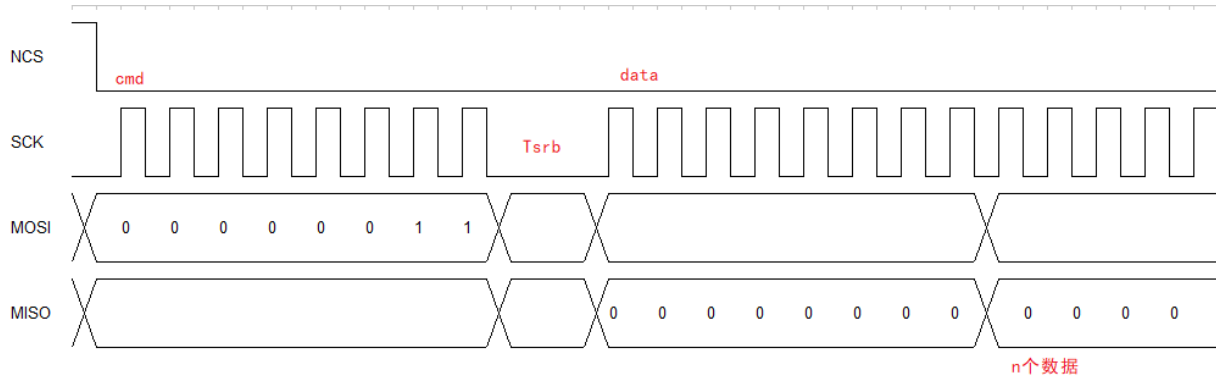 NCS
cmd
data
SCK
Tsrb
MOSI
0 0 0 0 0 0 1 1
MISO
0 0 0 0 0 0 0 0 0 0 0 0
n个数据